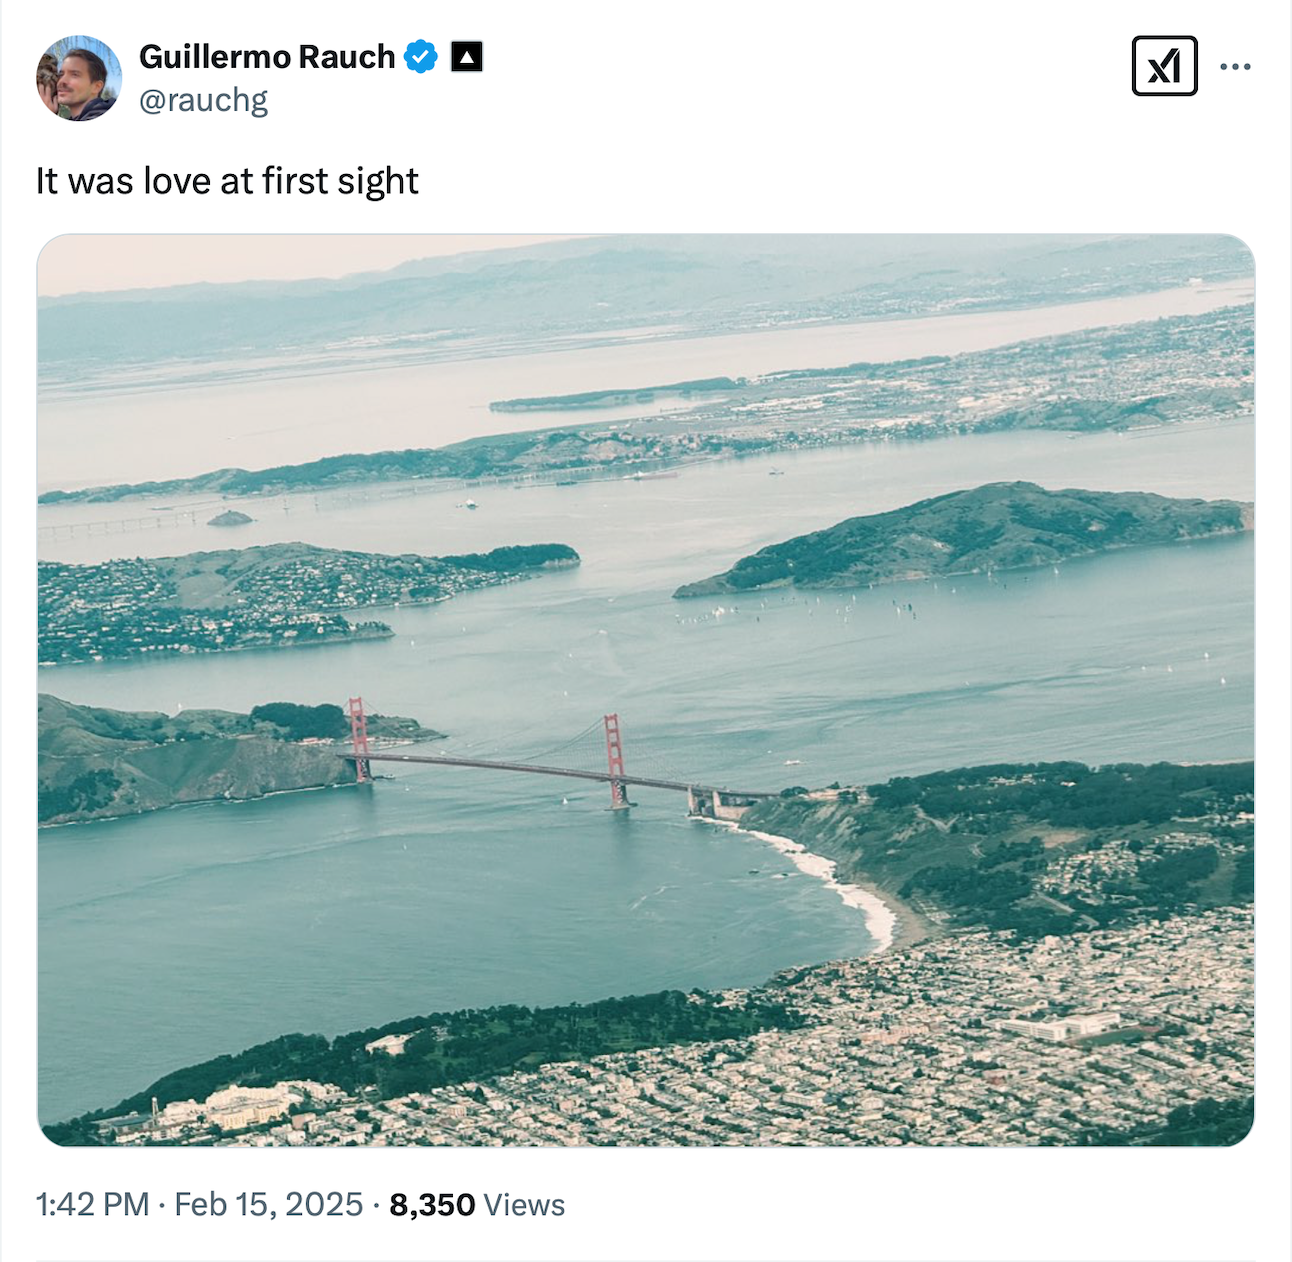 Guillermo Rauch
@rauchg
It was love at first sight
1:42 PM · Feb 15, 2025 · 8,350 Views